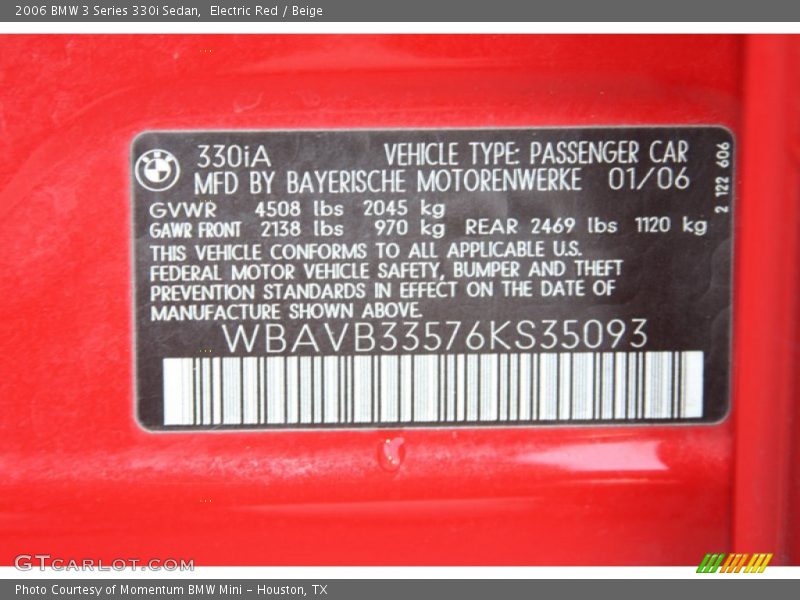 2006 BMW 3 Series 330i Sedan,  Electric Red / Beige
330iA VEHICLE TYPE: PASSENGER CAR
MFD BY BAYERISCHE MOTORENWERKE 01/06
2 122 606
GVWR 4508 lbs 2045 kg
GAWR FRONT 2138 lbs 970 kg REAR 2469 lbs 1120 kg
THIS VEHICLE CONFORMS TO ALL APPLICABLE U.S.
FEDERAL MOTOR VEHICLE SAFETY, BUMPER AND THEFT
PREVENTION STANDARDS IN EFFECT ON THE DATE OF
MANUFACTURE SHOWN ABOVE.
WBAVB33576KS35093
GTCARLOT.COM
Photo Courtesy of Momentum BMW Mini - Houston, TX